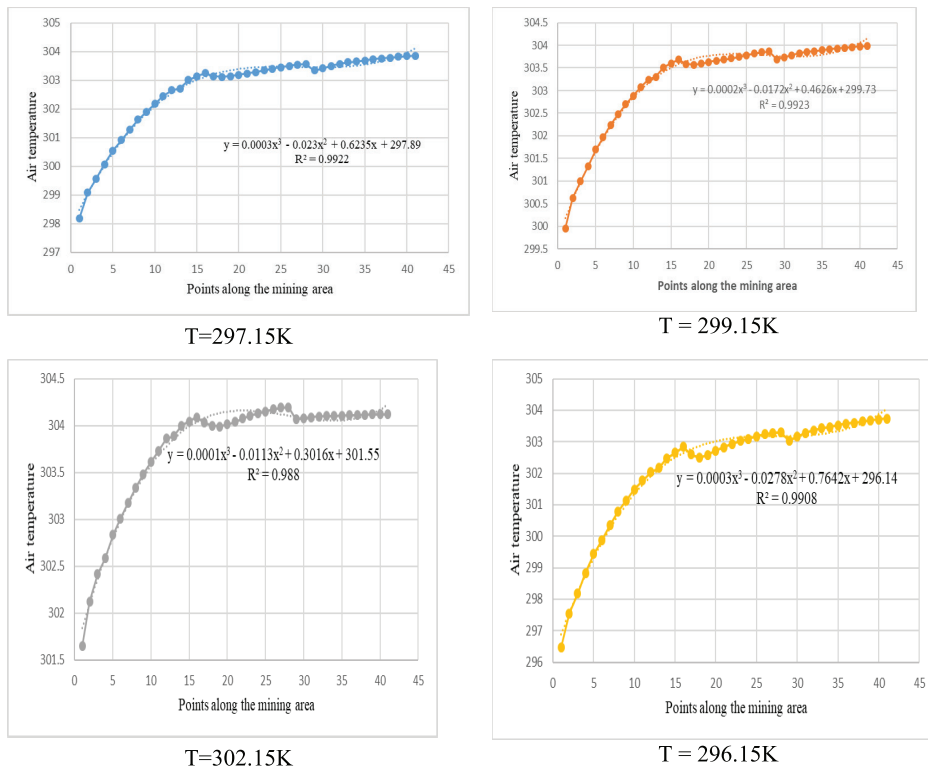 305
304
303
302
301
300
299
298
297
Air temperature
y = 0.0003x³ - 0.023x² + 0.6235x + 297.89
R² = 0.9922
0 5 10 15 20 25 30 35 40 45
Points along the mining area
T=297.15K
304.5
304
303.5
303
302.5
302
301.5
301
300.5
300
299.5
Air temperature
y = 0.0002x³ - 0.0172x² + 0.4626x + 299.73
R² = 0.9923
0 5 10 15 20 25 30 35 40 45
Points along the mining area
T = 299.15K
304.5
304
303.5
303
302.5
302
301.5
Air temperature
y = 0.0001x³ - 0.0113x² + 0.3016x + 301.55
R² = 0.988
0 5 10 15 20 25 30 35 40 45
Points along the mining area
T=302.15K
305
304
303
302
301
300
299
298
297
296
Air temperature
y = 0.0003x³ - 0.0278x² + 0.7642x + 296.14
R² = 0.9908
0 5 10 15 20 25 30 35 40 45
Points along the mining area
T = 296.15K